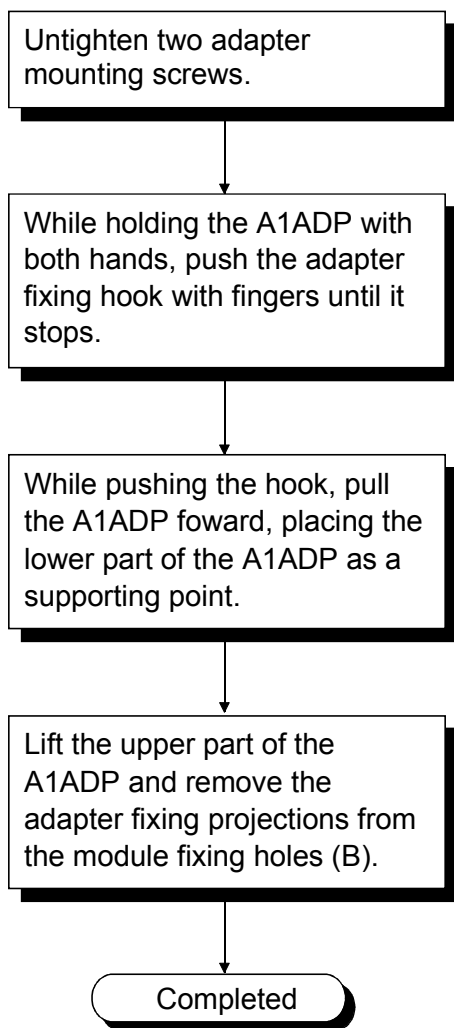 Untighten two adapter
mounting screws.
While holding the A1ADP with
both hands, push the adapter
fixing hook with fingers until it
stops.
While pushing the hook, pull
the A1ADP foward, placing the
lower part of the A1ADP as a
supporting point.
Lift the upper part of the
A1ADP and remove the
adapter fixing projections from
the module fixing holes (B).
Completed